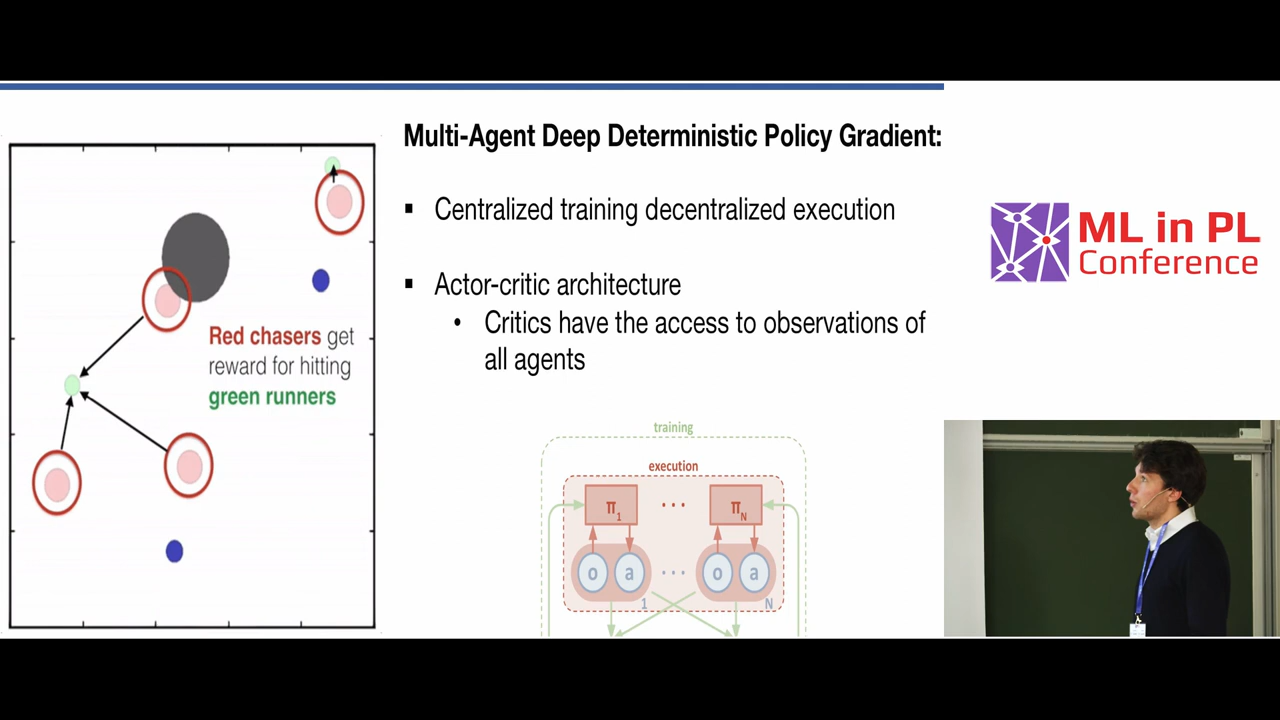 Multi-Agent Deep Deterministic Policy Gradient:
▪ Centralized training decentralized execution
▪ Actor-critic architecture
• Critics have the access to observations of
all agents
Red chasers get
reward for hitting
green runners
training
execution
π1 ... πN
o a ... o a
1 N
ML in PL
Conference